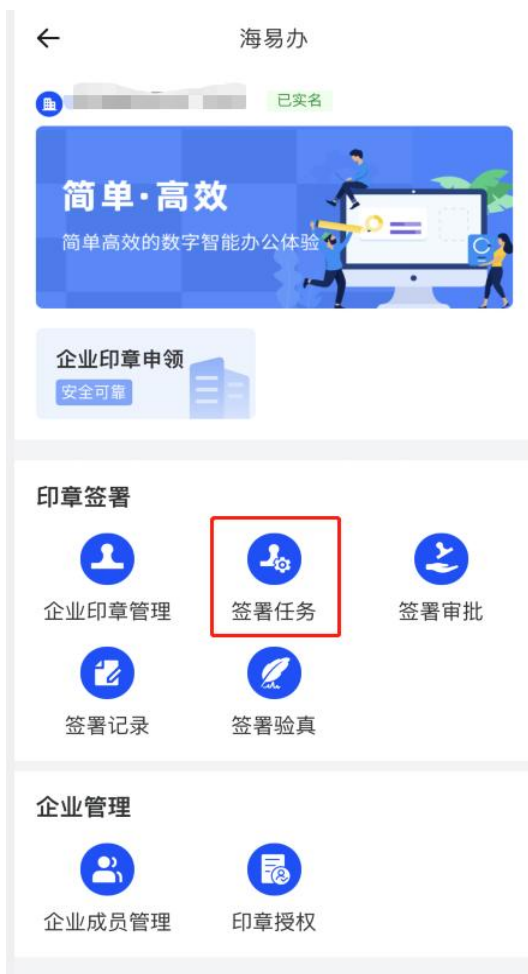 海易办
已实名
简单·高效
简单高效的数字智能办公体验
企业印章申领
安全可靠
印章签署
企业印章管理
签署任务
签署审批
签署记录
签署验真
企业管理
企业成员管理
印章授权